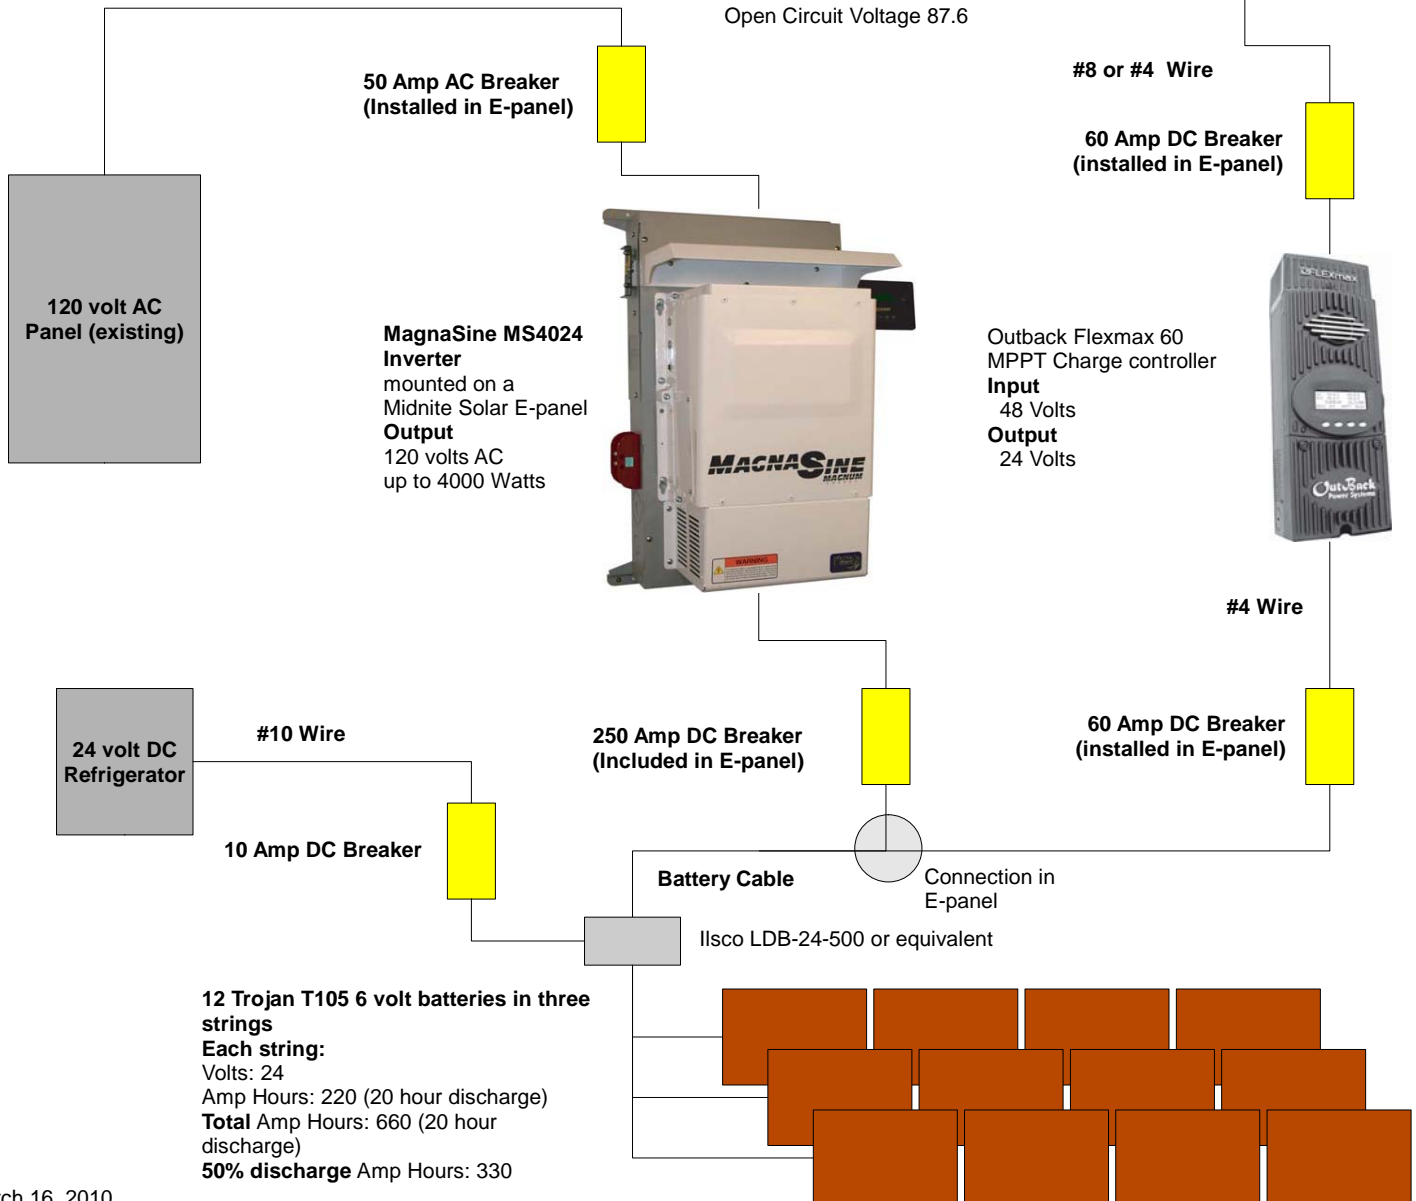 Open Circuit Voltage 87.6
50 Amp AC Breaker
(Installed in E-panel)
#8 or #4 Wire
60 Amp DC Breaker
(installed in E-panel)
120 volt AC
Panel (existing)
MagnaSine MS4024
Inverter
mounted on a
Midnite Solar E-panel
Output
120 volts AC
up to 4000 Watts
MAGNASINE
MAGNUM
WARNING
Outback Flexmax 60
MPPT Charge controller
Input
48 Volts
Output
24 Volts
FLEXmax
OutBack
Power Systems
#4 Wire
24 volt DC
Refrigerator
#10 Wire
250 Amp DC Breaker
(Included in E-panel)
60 Amp DC Breaker
(installed in E-panel)
10 Amp DC Breaker
Battery Cable
Connection in
E-panel
Ilsco LDB-24-500 or equivalent
12 Trojan T105 6 volt batteries in three
strings
Each string:
Volts: 24
Amp Hours: 220 (20 hour discharge)
Total Amp Hours: 660 (20 hour
discharge)
50% discharge Amp Hours: 330
rch 16, 2010